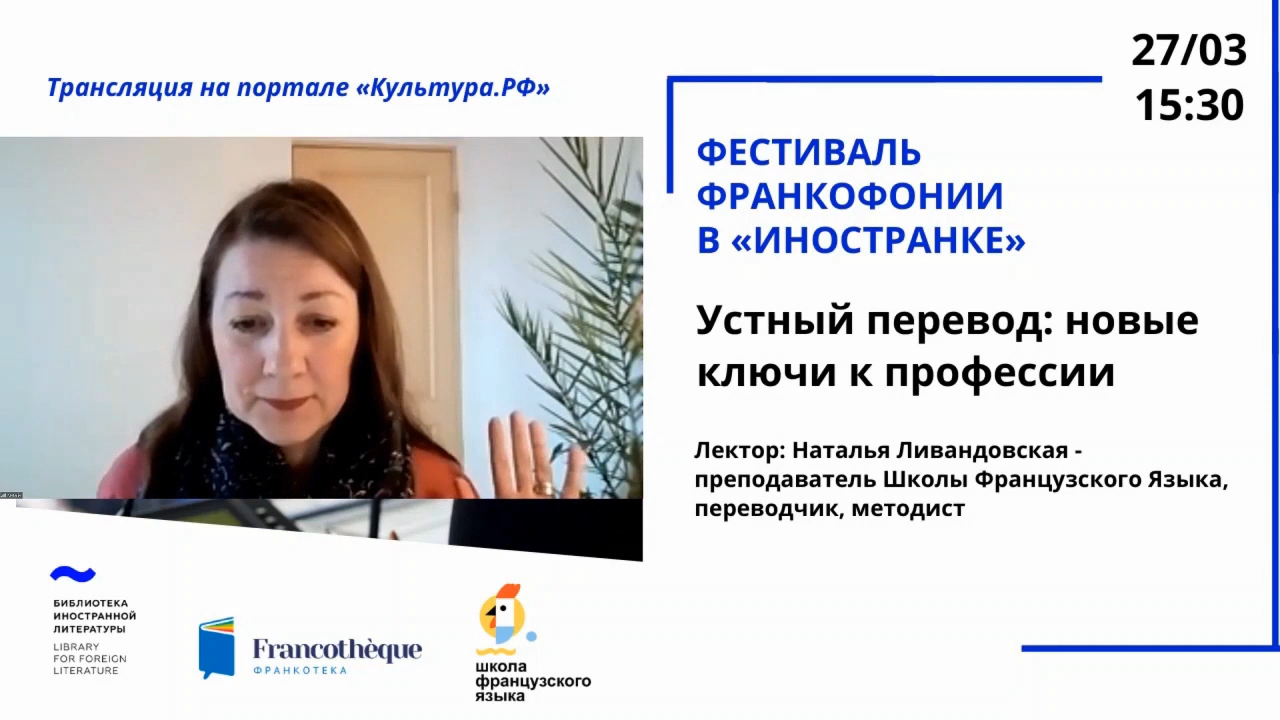 Трансляция на портале «Культура.РФ»
27/03
15:30
ФЕСТИВАЛЬ
ФРАНКОФОНИИ
В «ИНОСТРАНКЕ»
Устный перевод: новые
ключи к профессии
Лектор: Наталья Ливандовская -
преподаватель Школы Французского Языка,
переводчик, методист
БИБЛИОТЕКА
ИНОСТРАННОЙ
ЛИТЕРАТУРЫ
LIBRARY
FOR FOREIGN
LITERATURE
Francothèque
ФРАНКОТЕКА
школа
французского
языка